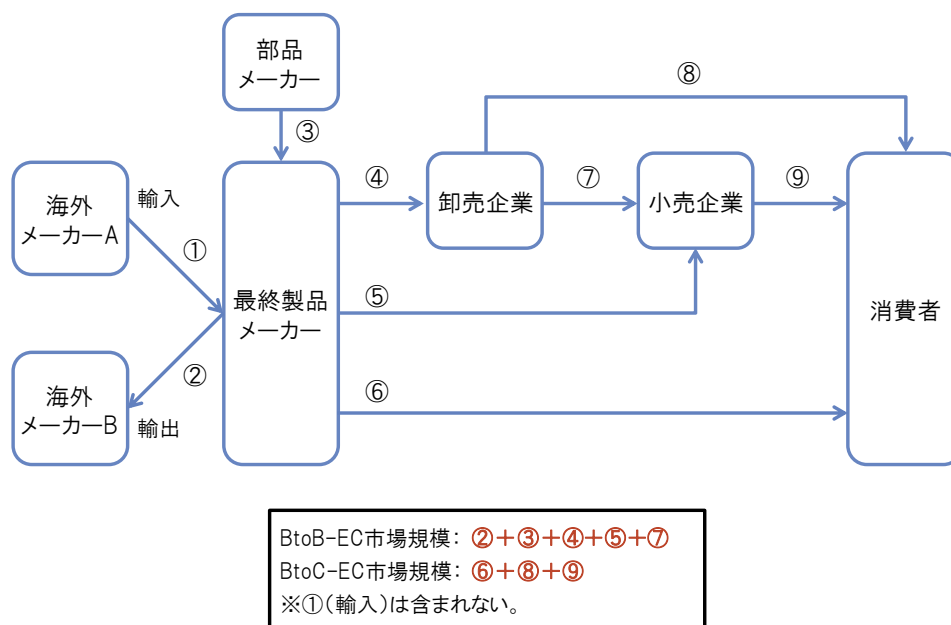 部品
メーカー
⑧
③
海外
メーカーA
輸入
④
卸売企業
⑦
小売企業
⑨
①
最終製品
メーカー
⑤
消費者
②
海外
メーカーB
輸出
⑥
BtoB-EC市場規模: ②+③+④+⑤+⑦
BtoC-EC市場規模: ⑥+⑧+⑨
※①(輸入)は含まれない。